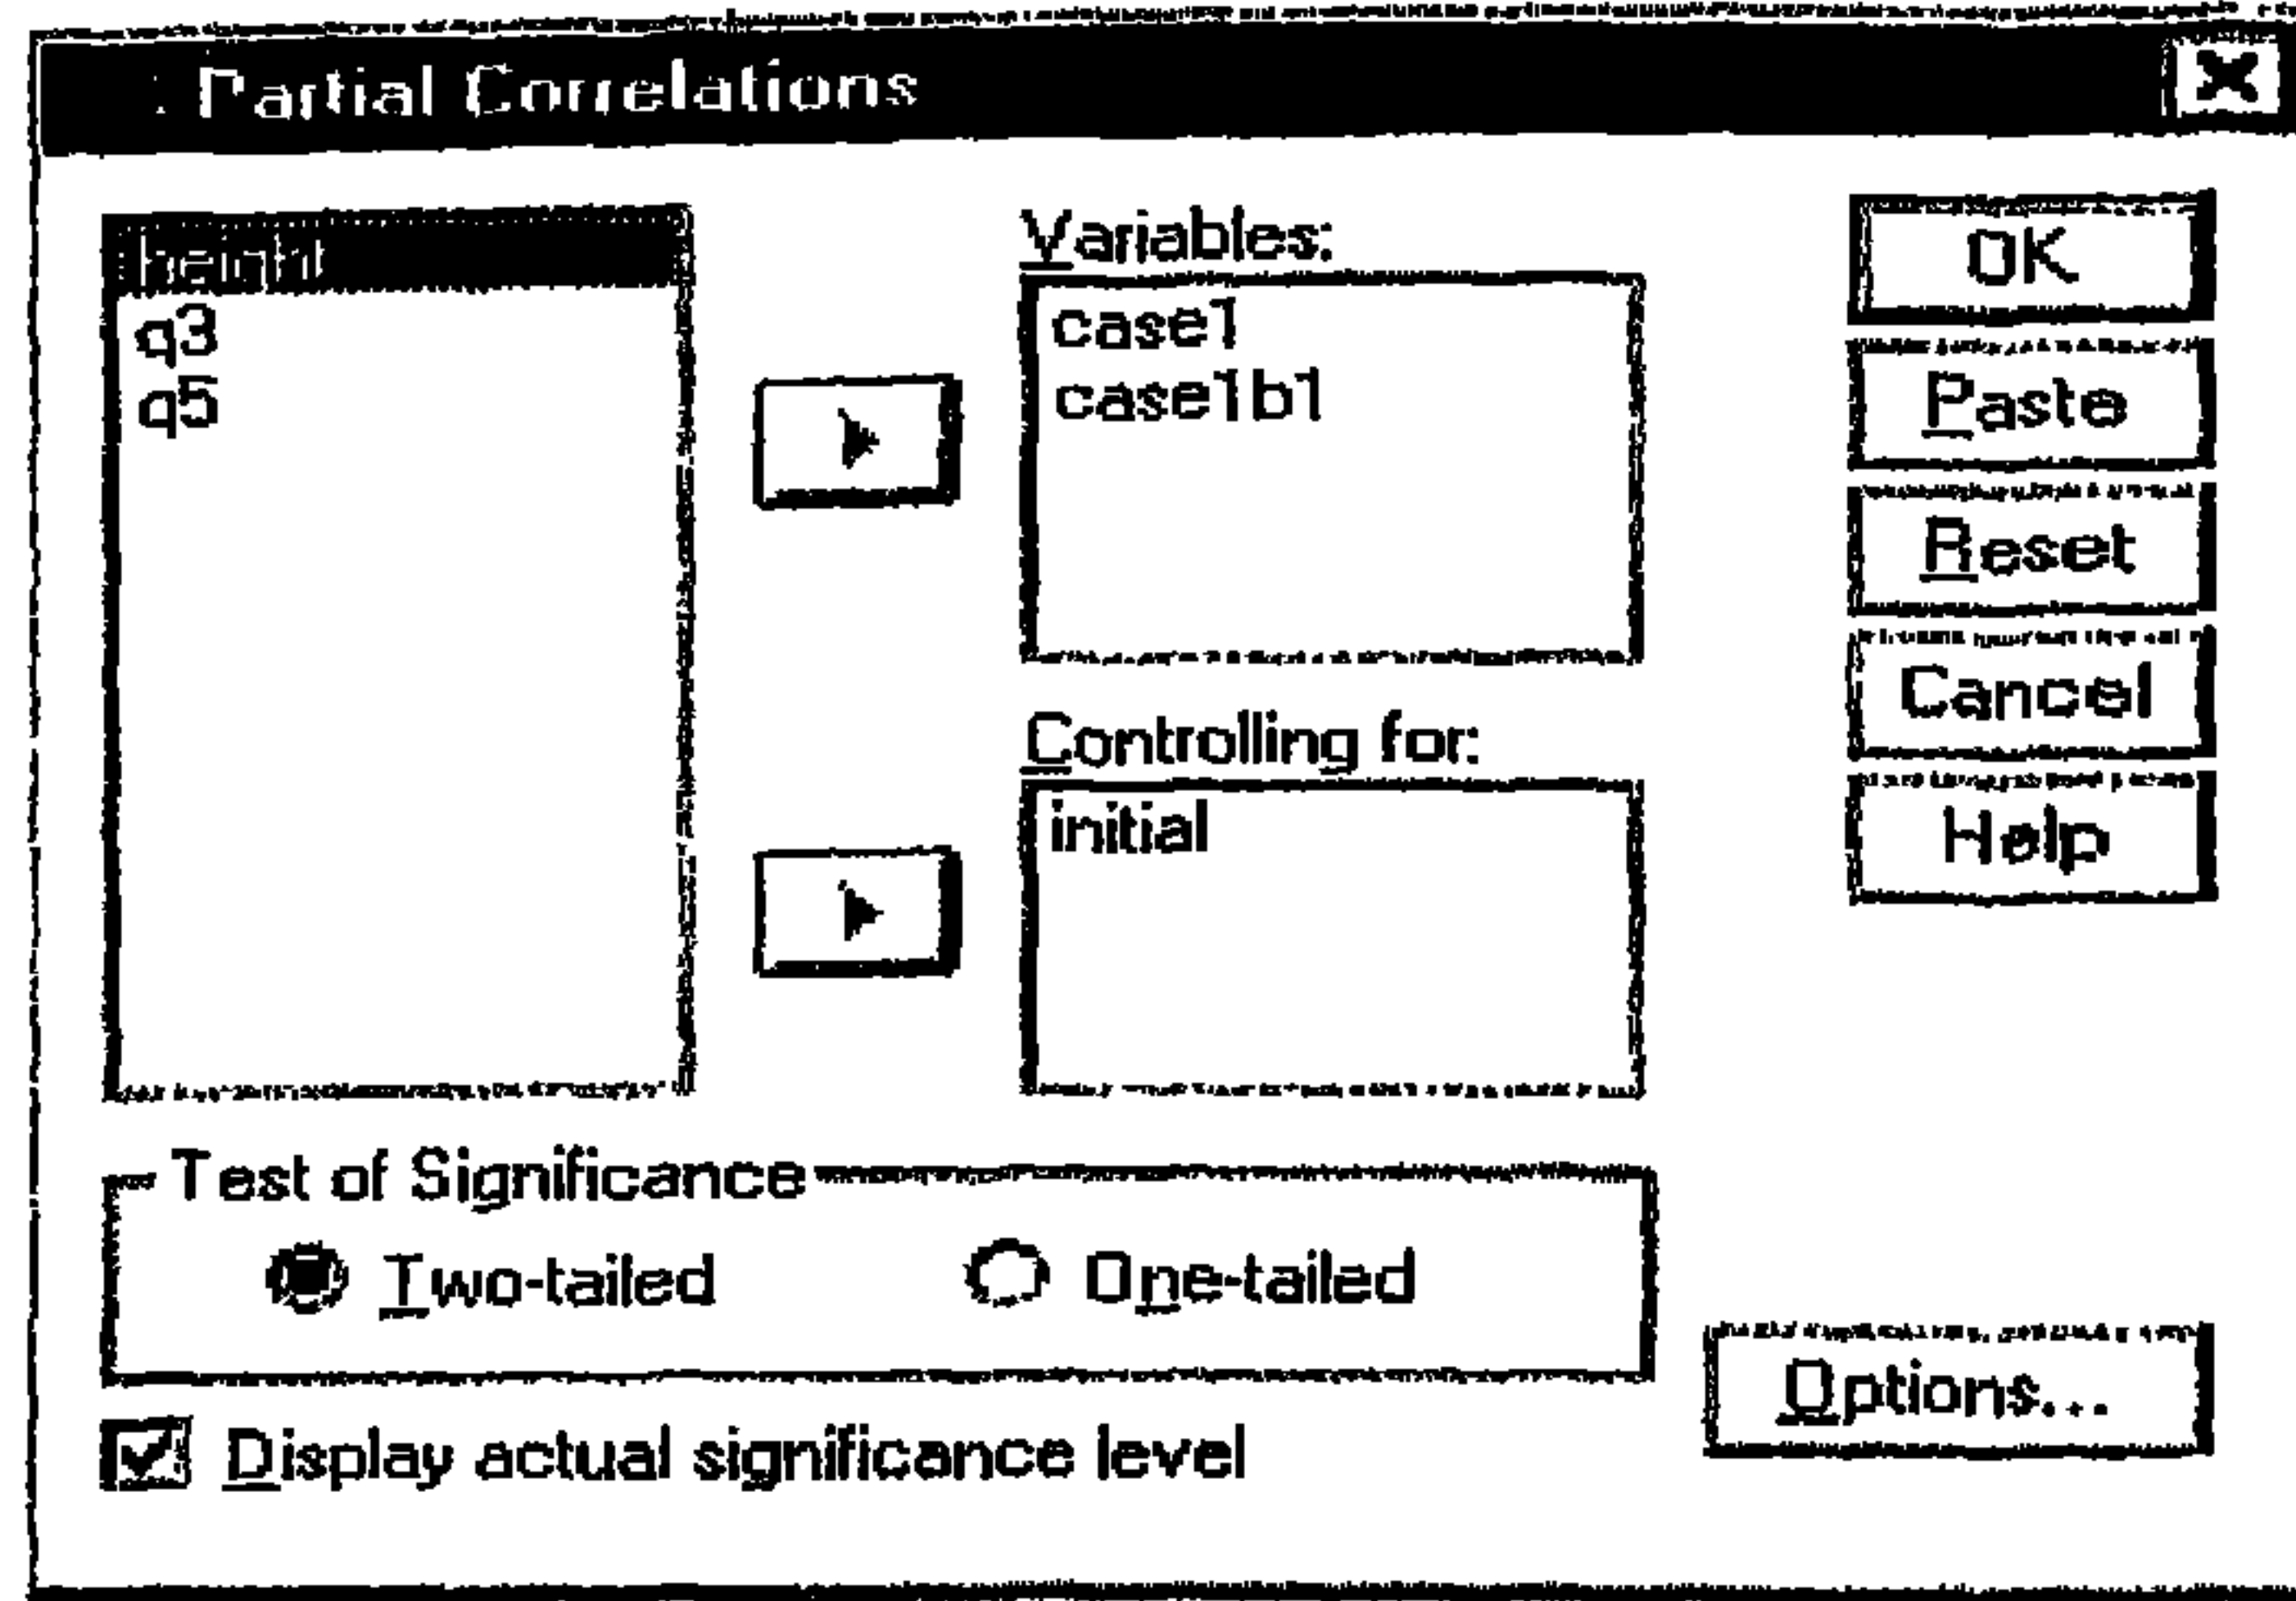 Partial Correlations
q3
q5
Variables:
case1
case1b1
Controlling for:
initial
OK
Paste
Reset
Cancel
Help
Test of Significance
Two-tailed
One-tailed
Display actual significance level
Options...